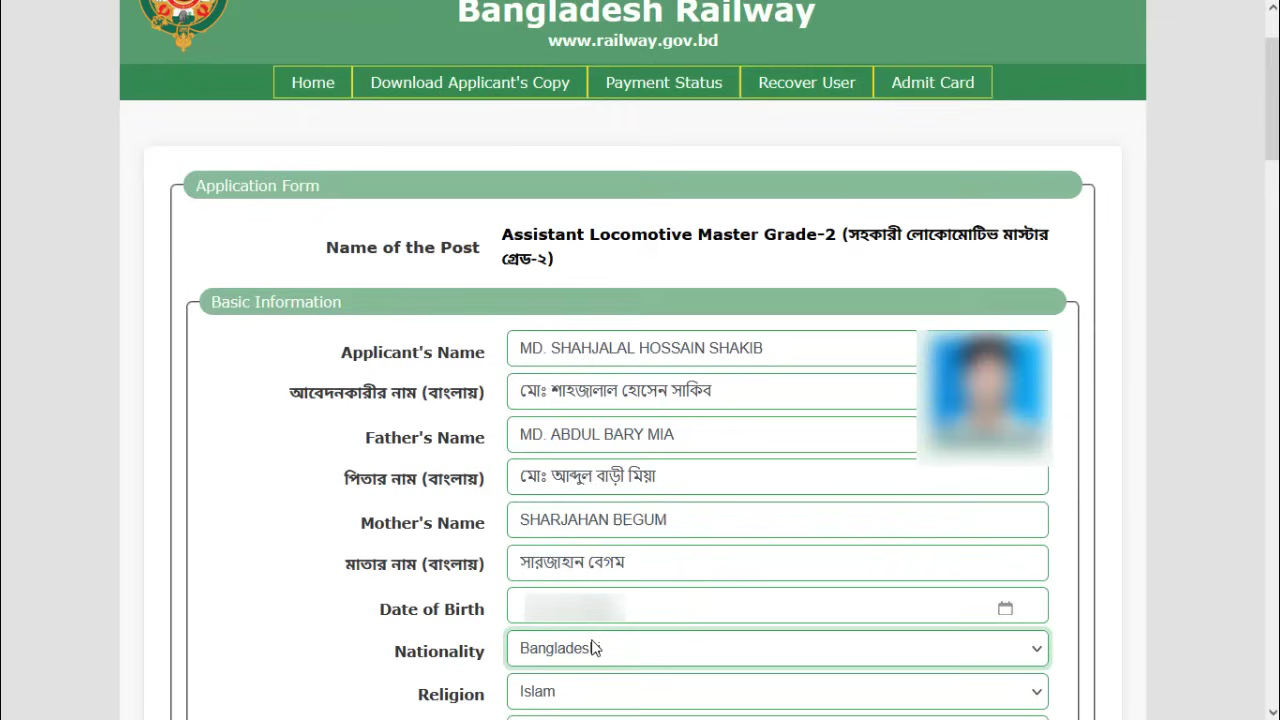 Bangladesh Railway
www.railway.gov.bd
Home Download Applicant's Copy Payment Status Recover User Admit Card
Application Form
Name of the Post Assistant Locomotive Master Grade-2 (সহকারী লোকোমোটিভ মাস্টার
গ্রেড-২)
Basic Information
Applicant's Name MD. SHAHJALAL HOSSAIN SHAKIB
আবেদনকারীর নাম (বাংলায়) মোঃ শাহজালাল হোসেন সাকিব
Father's Name MD. ABDUL BARY MIA
পিতার নাম (বাংলায়) মোঃ আব্দুল বাড়ী মিয়া
Mother's Name SHARJAHAN BEGUM
মাতার নাম (বাংলায়) সারজাহান বেগম
Date of Birth
Nationality
Religion Islam